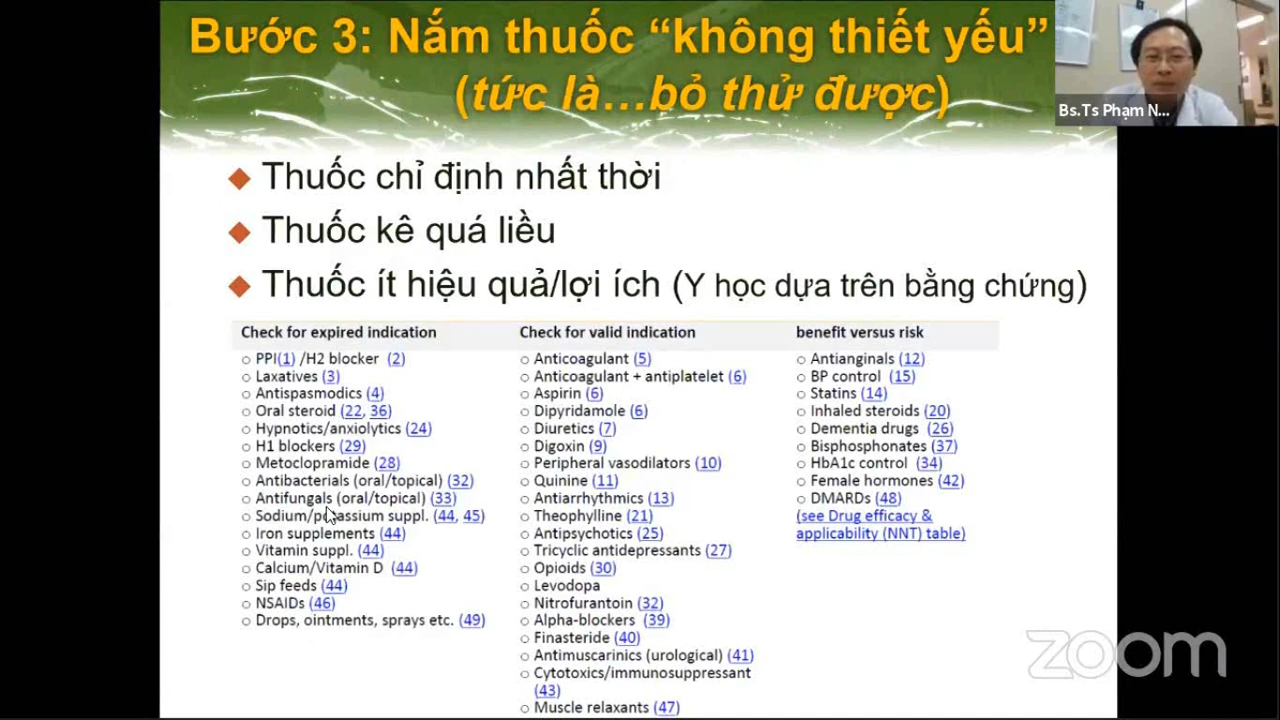 Bước 3: Nắm thuốc “không thiết yếu”
(tức là…bỏ thử được)
Bs.Ts Phạm N...
Thuốc chỉ định nhất thời
Thuốc kê quá liều
Thuốc ít hiệu quả/lợi ích (Y học dựa trên bằng chứng)
Check for expired indication
PPI(1) /H2 blocker (2)
Laxatives (3)
Antispasmodics (4)
Oral steroid (22, 36)
Hypnotics/anxiolytics (24)
H1 blockers (29)
Metoclopramide (28)
Antibacterials (oral/topical) (32)
Antifungals (oral/topical) (33)
Sodium/potassium suppl. (44, 45)
Iron supplements (44)
Vitamin suppl. (44)
Calcium/Vitamin D (44)
Sip feeds (44)
NSAIDs (46)
Drops, ointments, sprays etc. (49)
Check for valid indication
Anticoagulant (5)
Anticoagulant + antiplatelet (6)
Aspirin (6)
Dipyridamole (6)
Diuretics (7)
Digoxin (9)
Peripheral vasodilators (10)
Quinine (11)
Antiarrhythmics (13)
Theophylline (21)
Antipsychotics (25)
Tricyclic antidepressants (27)
Opioids (30)
Levodopa
Nitrofurantoin (32)
Alpha-blockers (39)
Finasteride (40)
Antimuscarinics (urological) (41)
Cytotoxics/immunosuppressant
(43)
Muscle relaxants (47)
benefit versus risk
Antianginals (12)
BP control (15)
Statins (14)
Inhaled steroids (20)
Dementia drugs (26)
Bisphosphonates (37)
HbA1c control (34)
Female hormones (42)
DMARDs (48)
(see Drug efficacy &
applicability (NNT) table)
zoom